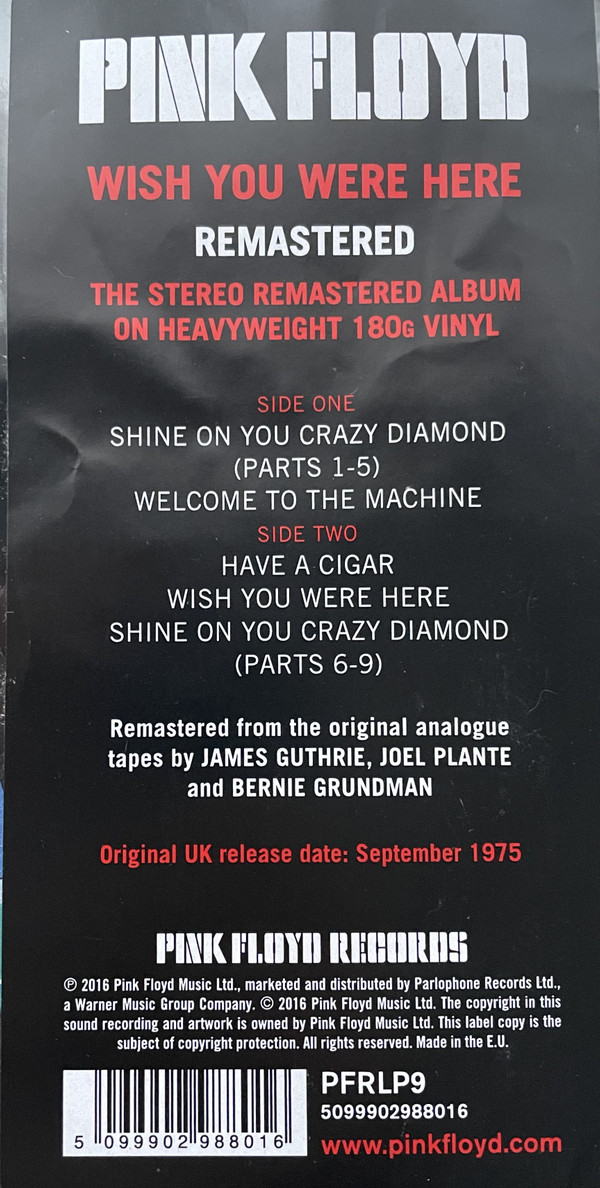 PINK FLOYD
WISH YOU WERE HERE
REMASTERED
THE STEREO REMASTERED ALBUM
ON HEAVYWEIGHT 180G VINYL
SIDE ONE
SHINE ON YOU CRAZY DIAMOND
(PARTS 1-5)
WELCOME TO THE MACHINE
SIDE TWO
HAVE A CIGAR
WISH YOU WERE HERE
SHINE ON YOU CRAZY DIAMOND
(PARTS 6-9)
Remastered from the original analogue
tapes by JAMES GUTHRIE, JOEL PLANTE
and BERNIE GRUNDMAN
Original UK release date: September 1975
PINK FLOYD RECORDS
℗ 2016 Pink Floyd Music Ltd., marketed and distributed by Parlophone Records Ltd.,
a Warner Music Group Company. © 2016 Pink Floyd Music Ltd. The copyright in this
sound recording and artwork is owned by Pink Floyd Music Ltd. This label copy is the
subject of copyright protection. All rights reserved. Made in the E.U.
PFRLP9
5099902988016
5 099902 988016
www.pinkfloyd.com